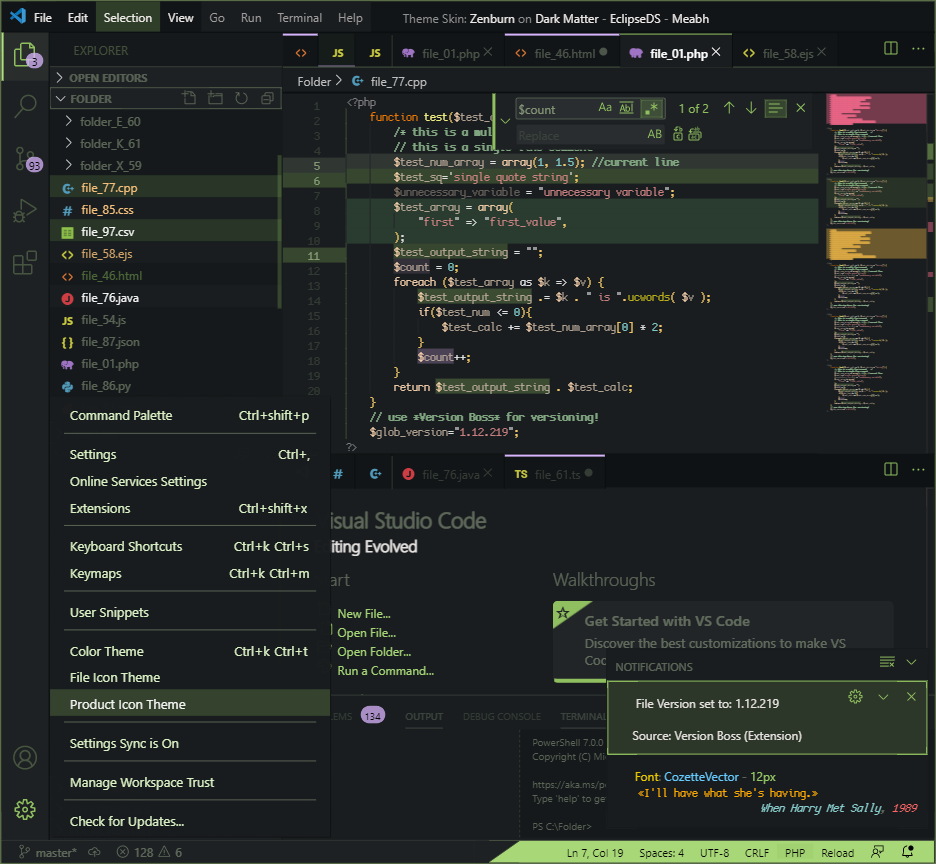 File Edit Selection View Go Run Terminal Help Theme Skin: Zenburn on Dark Matter - EclipseDS - Meabh
3
EXPLORER
JS
JS
file_01.php
file_46.html
file_01.php
file_58.ejs
OPEN EDITORS
FOLDER
Folder > file_77.cpp
folder_E_60
folder_K_61
folder_X_59
93
file_77.cpp
# file_85.css
file_97.csv
file_58.ejs
file_46.html
file_76.java
JS file_54.js
file_87.json
file_01.php
file_86.py
$count
Aa Abl .*
1 of 2
Replace
AB
1 <?php
2 function test($test_
3 /* this is a mul
4 // this is a
5 $test_num_array = array(1, 1.5); //current line
6 $test_sq='single quote string';
7 $unnecessary_variable = "unnecessary variable";
8 $test_array = array(
9 "first" => "first_value",
10 );
11 $test_output_string = "";
12 $count = 0;
13 foreach ($test_array as $k => $v) {
14 $test_output_string .= $k . " is ".ucwords( $v );
15 if($test_num <= 0){
16 $test_calc += $test_num_array[0] * 2;
17 }
18 $count++;
19 }
20 return $test_output_string . $test_calc;
}
// use *Version Boss* for versioning!
$glob_version="1.12.219";
?>
Command Palette Ctrl+shift+p
Settings Ctrl+,
Online Services Settings
Extensions Ctrl+shift+x
Keyboard Shortcuts Ctrl+k Ctrl+s
Keymaps Ctrl+k Ctrl+m
User Snippets
Color Theme Ctrl+k Ctrl+t
File Icon Theme
Product Icon Theme
Settings Sync is On
Manage Workspace Trust
Check for Updates...
#
file_76.java
TS file_61.ts
isual Studio Code
iting Evolved
art
New File...
Open File...
Open Folder...
Run a Command...
Walkthroughs
Get Started with VS Code
Discover the best customizations to make VS
Coc
NOTIFICATIONS
File Version set to: 1.12.219
Source: Version Boss (Extension)
LEMS 134 OUTPUT DEBUG CONSOLE TERMINAL
PowerShell 7.0.0
Copyright (C) Mi
https://aka.ms/p
Type 'help' to ge
PS C:\Folder>
Font: CozetteVector - 12px
«I'll have what she's having.»
When Harry Met Sally, 1989
master* 128 6 Ln 7, Col 19 Spaces: 4 UTF-8 CRLF PHP Reload